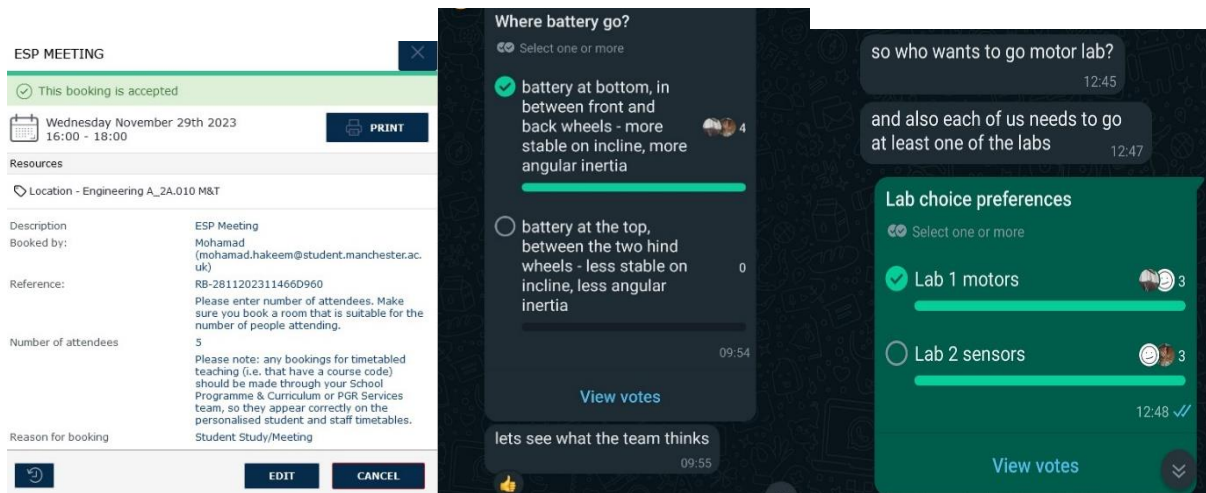 ESP MEETING
This booking is accepted
Wednesday November 29th 2023
16:00 - 18:00
PRINT
Resources
Location - Engineering A_2A.010 M&T
Description ESP Meeting
Booked by: Mohamad
(mohamad.hakeem@student.manchester.ac.
uk)
Reference: RB-2811202311466D960
Please enter number of attendees. Make
sure you book a room that is suitable for the
number of people attending.
Number of attendees 5
Please note: any bookings for timetabled
teaching (i.e. that have a course code)
should be made through your School
Programme & Curriculum or PGR Services
team, so they appear correctly on the
personalised student and staff timetables.
Reason for booking Student Study/Meeting
EDIT CANCEL
Where battery go?
Select one or more
battery at bottom, in
between front and
back wheels - more 4
stable on incline, more
angular inertia
battery at the top,
between the two hind
wheels - less stable on 0
incline, less angular
inertia
09:54
View votes
lets see what the team thinks
09:55
so who wants to go motor lab?
12:45
and also each of us needs to go
at least one of the labs 12:47
Lab choice preferences
Select one or more
Lab 1 motors 3
Lab 2 sensors 3
12:48
View votes